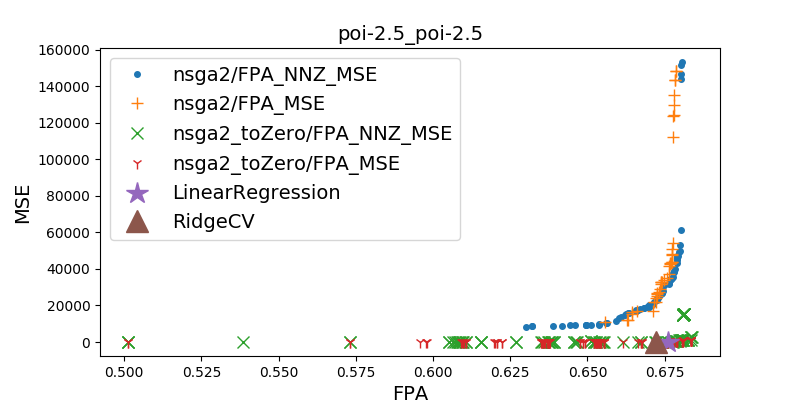 poi-2.5_poi-2.5
160000
140000
120000
100000
80000
60000
40000
20000
0
MSE
nsga2/FPA_NNZ_MSE
nsga2/FPA_MSE
nsga2_toZero/FPA_NNZ_MSE
nsga2_toZero/FPA_MSE
LinearRegression
RidgeCV
0.500 0.525 0.550 0.575 0.600 0.625 0.650 0.675
FPA